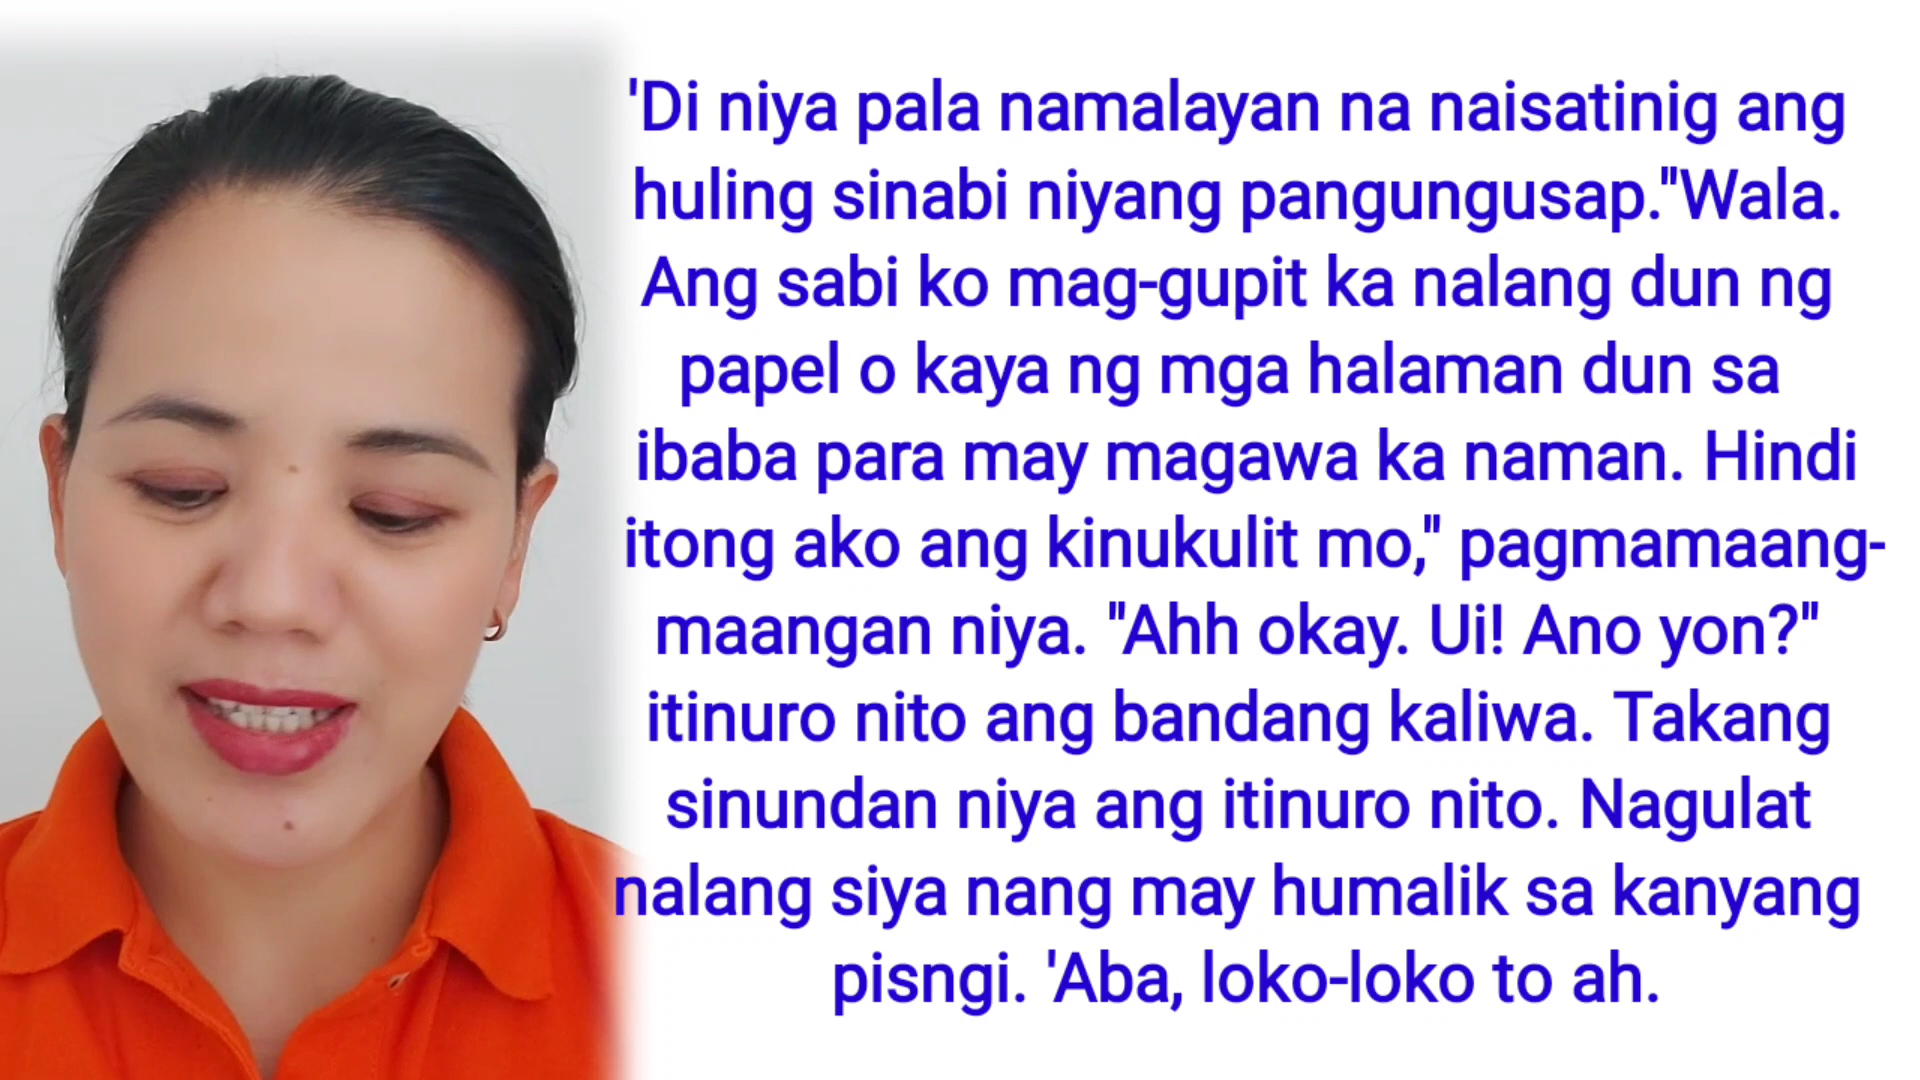 'Di niya pala namalayan na naisatinig ang
huling sinabi niyang pangungusap."Wala.
Ang sabi ko mag-gupit ka nalang dun ng
papel o kaya ng mga halaman dun sa
ibaba para may magawa ka naman. Hindi
itong ako ang kinukulit mo," pagmamaang-
maangan niya. "Ahh okay. Ui! Ano yon?"
itinuro nito ang bandang kaliwa. Takang
sinundan niya ang itinuro nito. Nagulat
nalang siya nang may humalik sa kanyang
pisngi. 'Aba, loko-loko to ah.